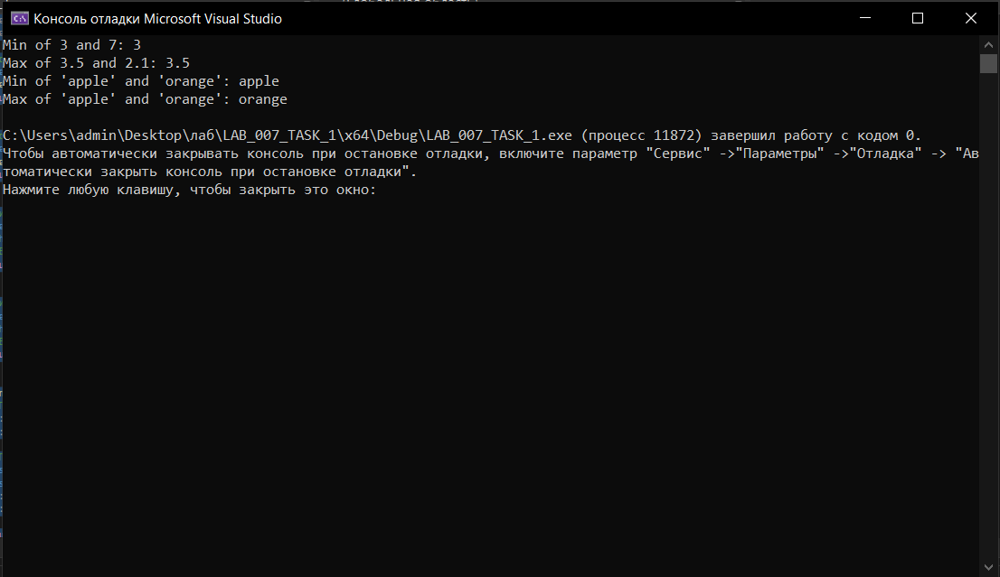 Консоль отладки Microsoft Visual Studio
Min of 3 and 7: 3
Max of 3.5 and 2.1: 3.5
Min of 'apple' and 'orange': apple
Max of 'apple' and 'orange': orange
C:\Users\admin\Desktop\лаб\LAB_007_TASK_1\x64\Debug\LAB_007_TASK_1.exe (процесс 11872) завершил работу с кодом 0.
Чтобы автоматически закрывать консоль при остановке отладки, включите параметр "Сервис" ->"Параметры" ->"Отладка" -> "Ав
томатически закрыть консоль при остановке отладки".
Нажмите любую клавишу, чтобы закрыть это окно: